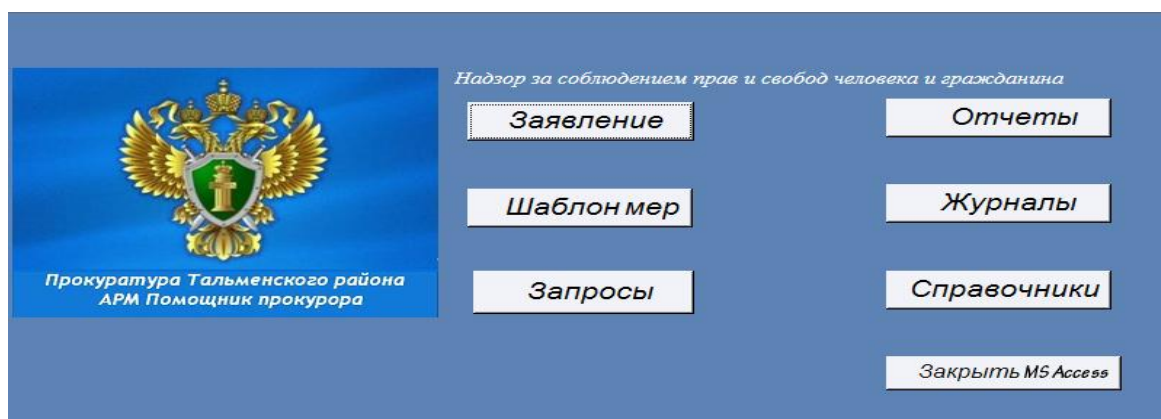 Надзор за соблюдением прав и свобод человека и гражданина
Заявление
Отчеты
Шаблон мер
Журналы
Запросы
Справочники
Закрыть MS Access
Прокуратура Тальменского района
АРМ Помощник прокурора